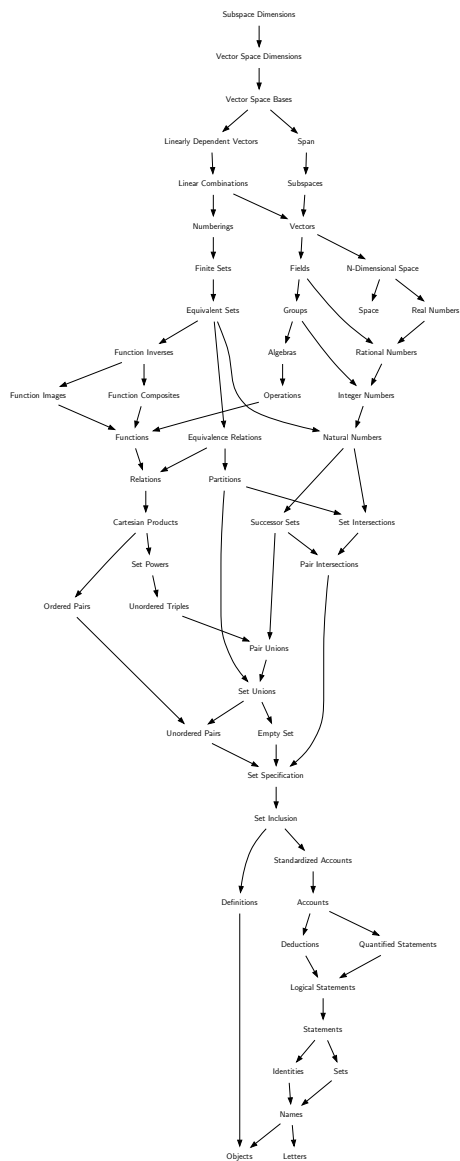 Subspace Dimensions
Vector Space Dimensions
Vector Space Bases
Linearly Dependent Vectors
Span
Linear Combinations
Subspaces
Numberings
Vectors
Finite Sets
Fields
N-Dimensional Space
Equivalent Sets
Groups
Space
Real Numbers
Function Inverses
Algebras
Rational Numbers
Function Images
Function Composites
Operations
Integer Numbers
Functions
Equivalence Relations
Natural Numbers
Relations
Partitions
Cartesian Products
Successor Sets
Set Intersections
Set Powers
Pair Intersections
Ordered Pairs
Unordered Triples
Pair Unions
Set Unions
Unordered Pairs
Empty Set
Set Specification
Set Inclusion
Standardized Accounts
Definitions
Accounts
Deductions
Quantified Statements
Logical Statements
Statements
Identities
Sets
Names
Objects
Letters